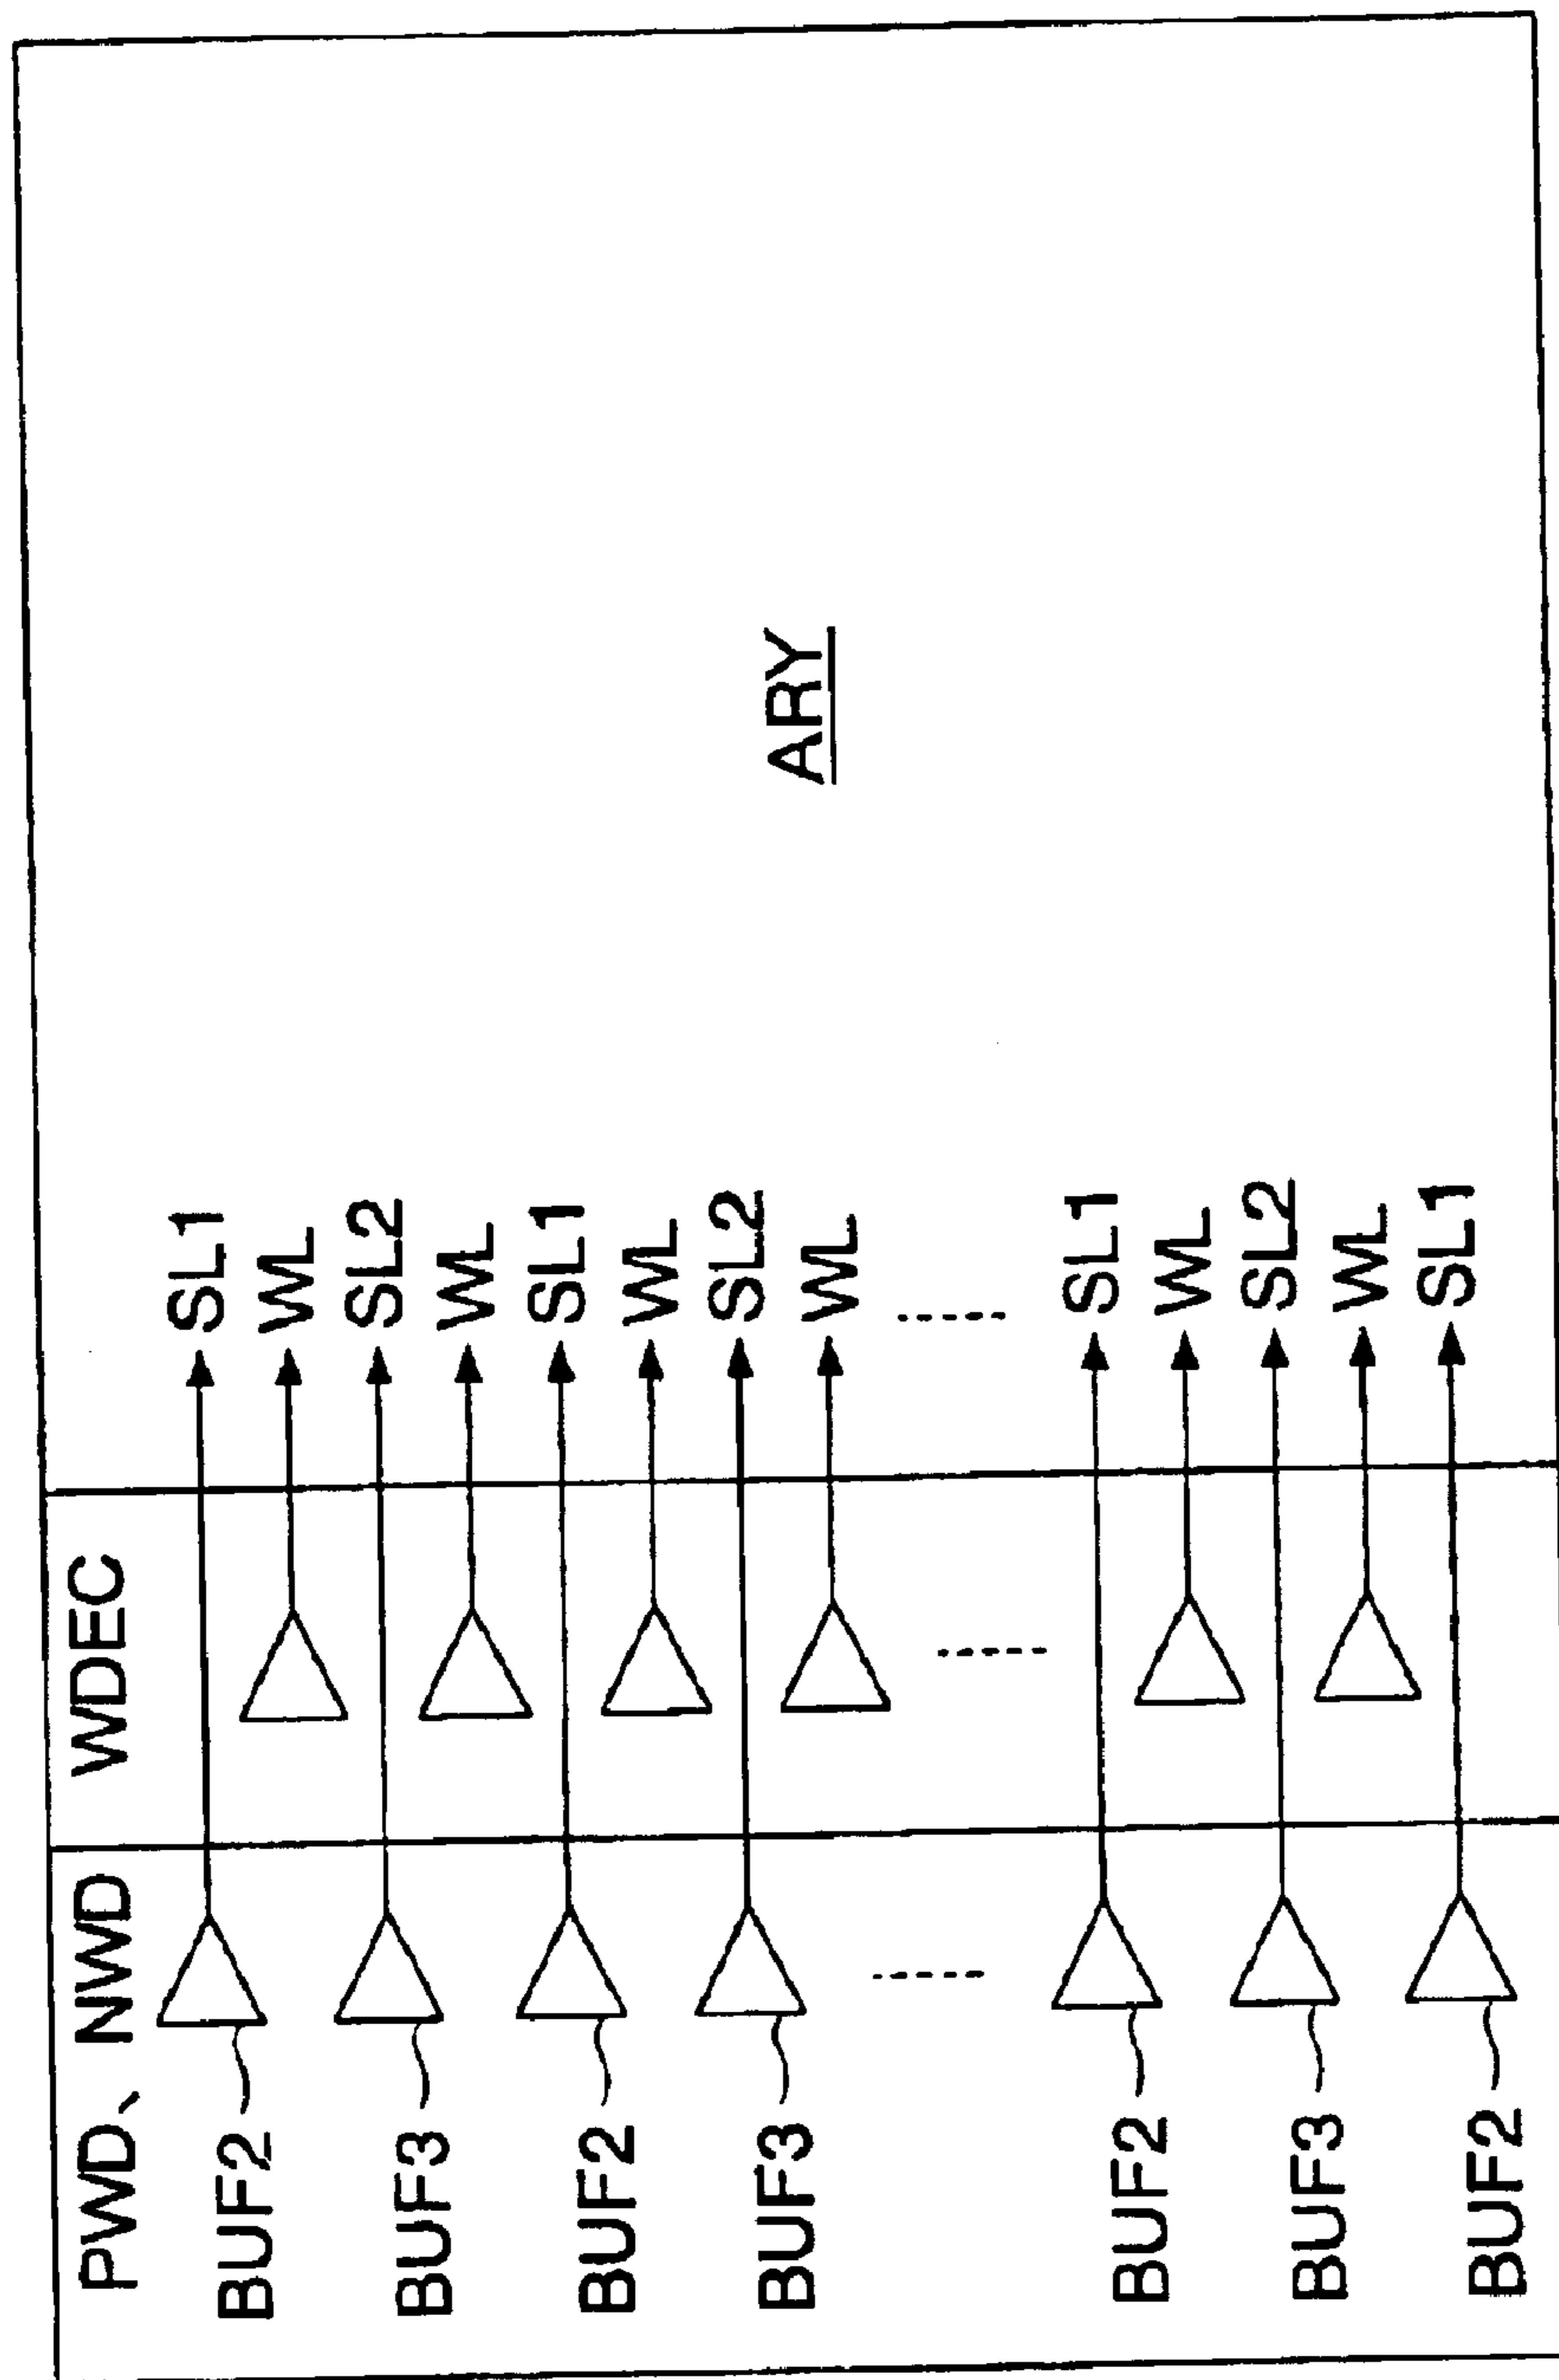 PWD、NWD
WDEC
BUF2
SL1
WL
BUF3
SL2
WL
BUF2
SL1
WL
BUF3
SL2
WL
ARY
BUF2
SL1
WL
BUF3
SL2
WL
BUF2
SL1